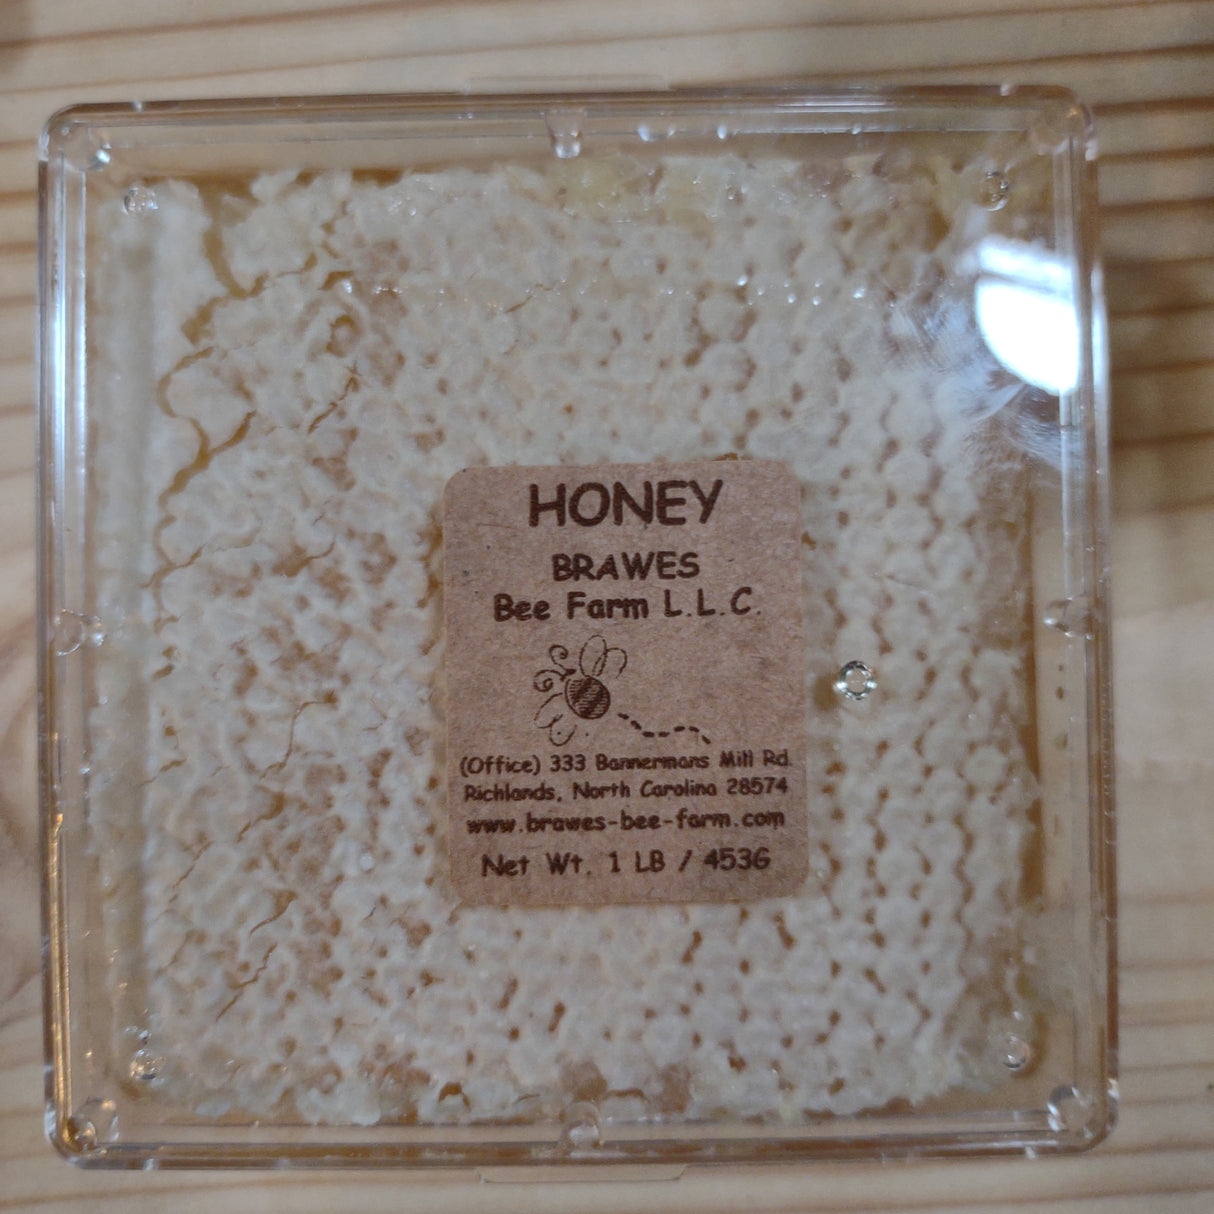 HONEY
BRAWES
Bee Farm L.L.C.
(Office) 333 Bannermans Mill Rd.
Richlands, North Carolina 28574
www.brawes-bee-farm.com
Net Wt. 1 LB / 453G